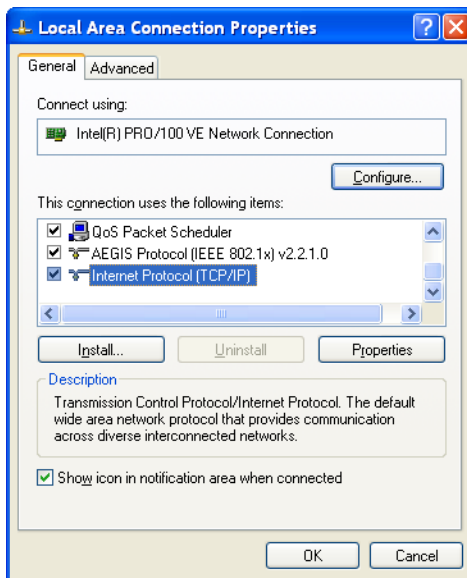 Local Area Connection Properties
General Advanced
Connect using:
Intel(R) PRO/100 VE Network Connection
Configure...
This connection uses the following items:
QoS Packet Scheduler
AEGIS Protocol (IEEE 802.1x) v2.2.1.0
Internet Protocol (TCP/IP)
Install... Uninstall Properties
Description
Transmission Control Protocol/Internet Protocol. The default
wide area network protocol that provides communication
across diverse interconnected networks.
Show icon in notification area when connected
OK Cancel